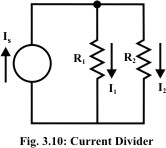 Is
R1
R2
I1
I2
Fig. 3.10: Current Divider